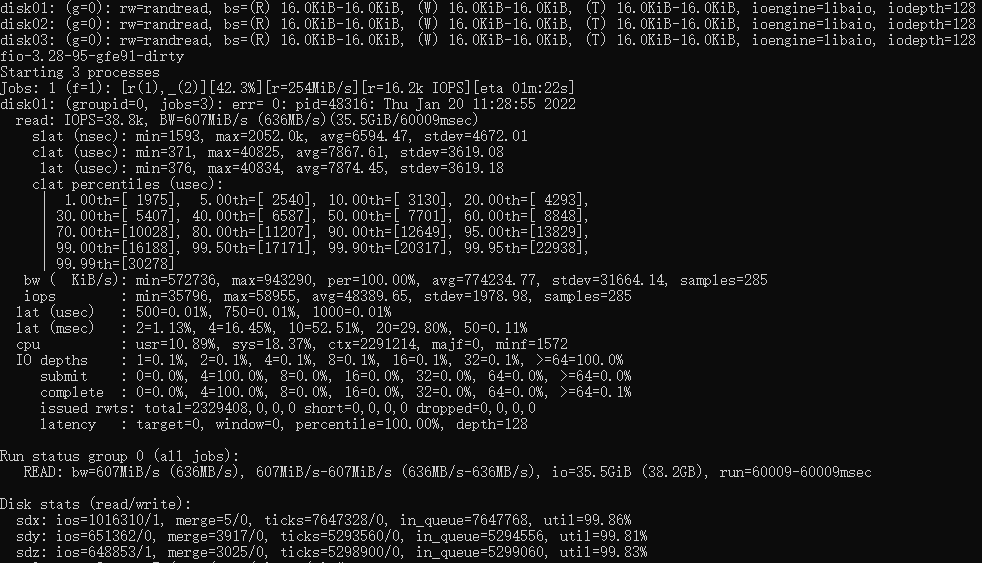 disk01: (g=0): rw=randread, bs=(R) 16.0KiB-16.0KiB, (W) 16.0KiB-16.0KiB, (T) 16.0KiB-16.0KiB, ioengine=libaio, iodepth=128
disk02: (g=0): rw=randread, bs=(R) 16.0KiB-16.0KiB, (W) 16.0KiB-16.0KiB, (T) 16.0KiB-16.0KiB, ioengine=libaio, iodepth=128
disk03: (g=0): rw=randread, bs=(R) 16.0KiB-16.0KiB, (W) 16.0KiB-16.0KiB, (T) 16.0KiB-16.0KiB, ioengine=libaio, iodepth=128
fio-3.28-95-gfe91-dirty
Starting 3 processes
Jobs: 1 (f=1): [r(1),_(2)][42.3%][r=254MiB/s][r=16.2k IOPS][eta 01m:22s]
disk01: (groupid=0, jobs=3): err= 0: pid=48316: Thu Jan 20 11:28:55 2022
read: IOPS=38.8k, BW=607MiB/s (636MB/s)(35.5GiB/60009msec)
slat (nsec): min=1593, max=2052.0k, avg=6594.47, stdev=4672.01
clat (usec): min=371, max=40825, avg=7867.61, stdev=3619.08
lat (usec): min=376, max=40834, avg=7874.45, stdev=3619.18
clat percentiles (usec):
| 1.00th=[ 1975], 5.00th=[ 2540], 10.00th=[ 3130], 20.00th=[ 4293],
| 30.00th=[ 5407], 40.00th=[ 6587], 50.00th=[ 7701], 60.00th=[ 8848],
| 70.00th=[10028], 80.00th=[11207], 90.00th=[12649], 95.00th=[13829],
| 99.00th=[16188], 99.50th=[17171], 99.90th=[20317], 99.95th=[22938],
| 99.99th=[30278]
bw ( KiB/s): min=572736, max=943290, per=100.00%, avg=774234.77, stdev=31664.14, samples=285
iops : min=35796, max=58955, avg=48389.65, stdev=1978.98, samples=285
lat (usec) : 500=0.01%, 750=0.01%, 1000=0.01%
lat (msec) : 2=1.13%, 4=16.45%, 10=52.51%, 20=29.80%, 50=0.11%
cpu : usr=10.89%, sys=18.37%, ctx=2291214, majf=0, minf=1572
IO depths : 1=0.1%, 2=0.1%, 4=0.1%, 8=0.1%, 16=0.1%, 32=0.1%, >=64=100.0%
submit : 0=0.0%, 4=100.0%, 8=0.0%, 16=0.0%, 32=0.0%, 64=0.0%, >=64=0.0%
complete : 0=0.0%, 4=100.0%, 8=0.0%, 16=0.0%, 32=0.0%, 64=0.0%, >=64=0.1%
issued rwts: total=2329408,0,0,0 short=0,0,0,0 dropped=0,0,0,0
latency : target=0, window=0, percentile=100.00%, depth=128
Run status group 0 (all jobs):
READ: bw=607MiB/s (636MB/s), 607MiB/s-607MiB/s (636MB/s-636MB/s), io=35.5GiB (38.2GB), run=60009-60009msec
Disk stats (read/write):
sdx: ios=1016310/1, merge=5/0, ticks=7647328/0, in_queue=7647768, util=99.86%
sdy: ios=651362/0, merge=3917/0, ticks=5293560/0, in_queue=5294556, util=99.81%
sdz: ios=648853/1, merge=3025/0, ticks=5298900/0, in_queue=5299060, util=99.83%